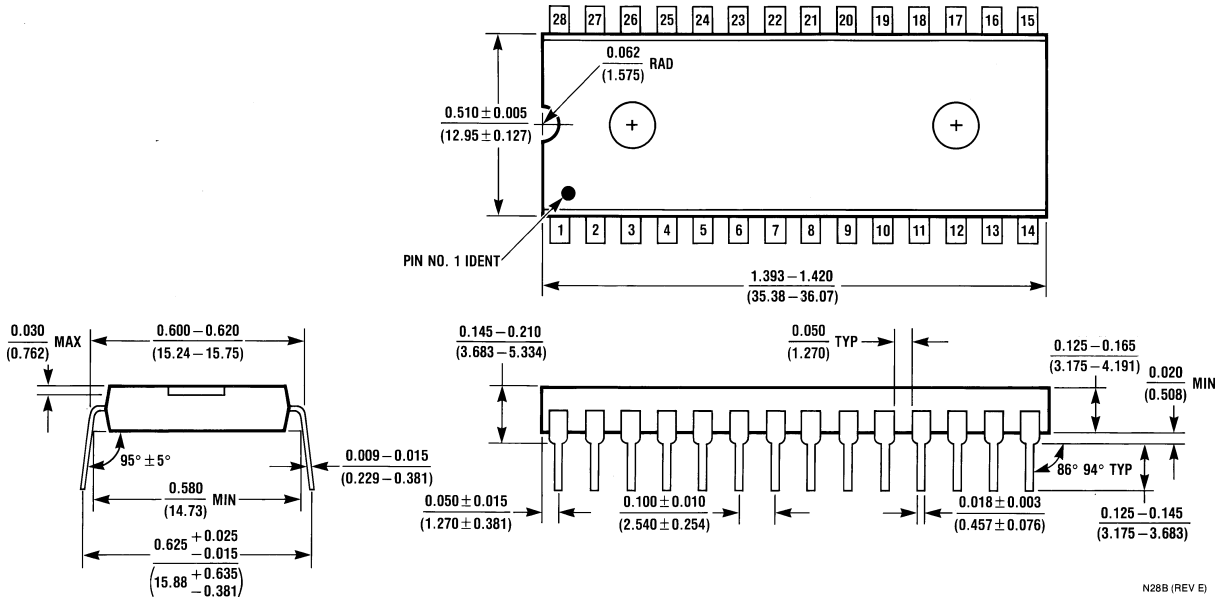 28 27 26 25 24 23 22 21 20 19 18 17 16 15
0.062
(1.575)
RAD
0.510 ± 0.005
(12.95 ± 0.127)
PIN NO. 1 IDENT
1 2 3 4 5 6 7 8 9 10 11 12 13 14
1.393 – 1.420
(35.38 – 36.07)
0.030
(0.762)
MAX
0.600 – 0.620
(15.24 – 15.75)
95° ± 5°
0.580
(14.73)
MIN
0.009 – 0.015
(0.229 – 0.381)
0.625 + 0.025
– 0.015
(15.88 + 0.635
– 0.381)
0.145 – 0.210
(3.683 – 5.334)
0.050
(1.270)
TYP
0.125 – 0.165
(3.175 – 4.191)
0.020
(0.508)
MIN
86° 94° TYP
0.050 ± 0.015
(1.270 ± 0.381)
0.100 ± 0.010
(2.540 ± 0.254)
0.018 ± 0.003
(0.457 ± 0.076)
0.125 – 0.145
(3.175 – 3.683)
N28B (REV E)